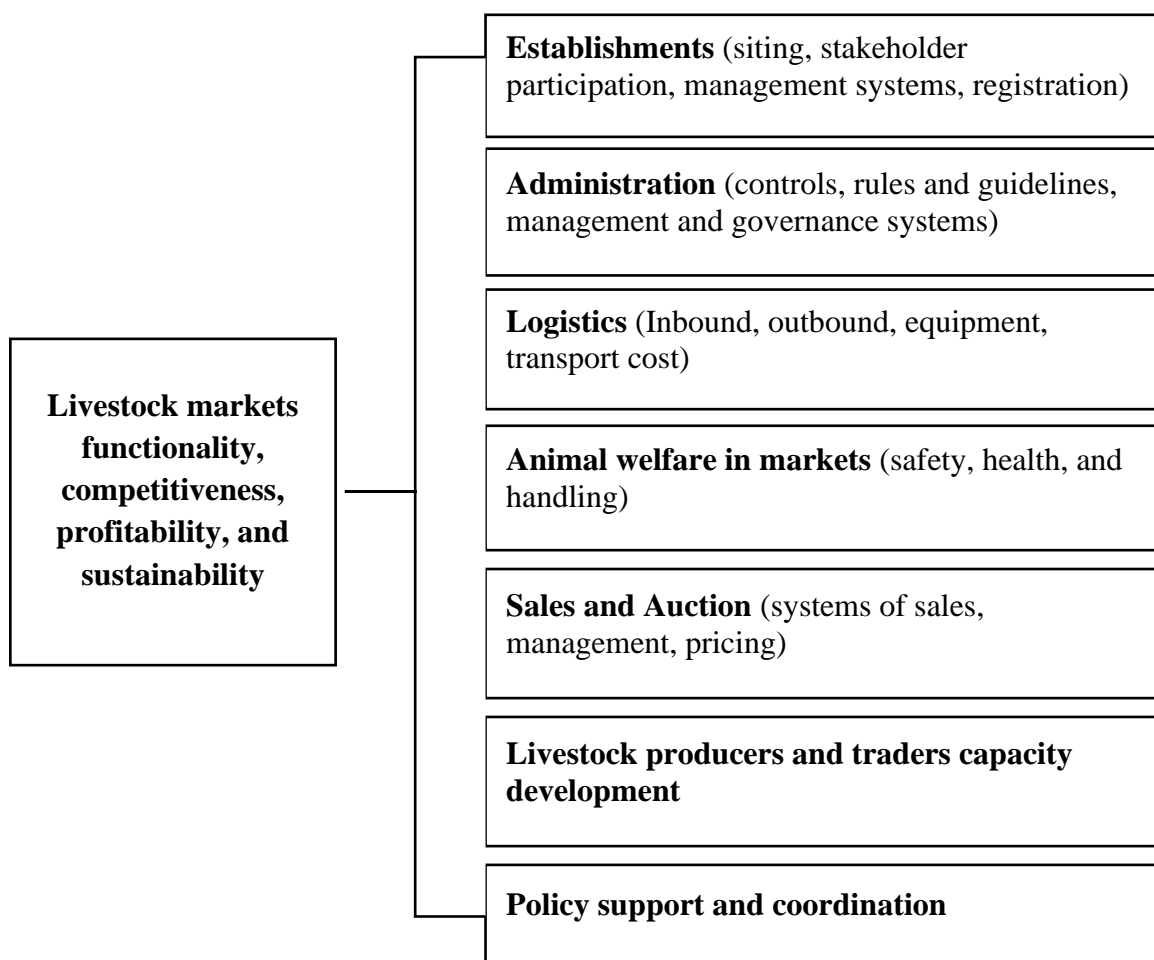 Establishments (siting, stakeholder
participation, management systems, registration)
Administration (controls, rules and guidelines,
management and governance systems)
Logistics (Inbound, outbound, equipment,
transport cost)
Livestock markets
functionality,
competitiveness,
profitability, and
sustainability
Animal welfare in markets (safety, health, and
handling)
Sales and Auction (systems of sales,
management, pricing)
Livestock producers and traders capacity
development
Policy support and coordination